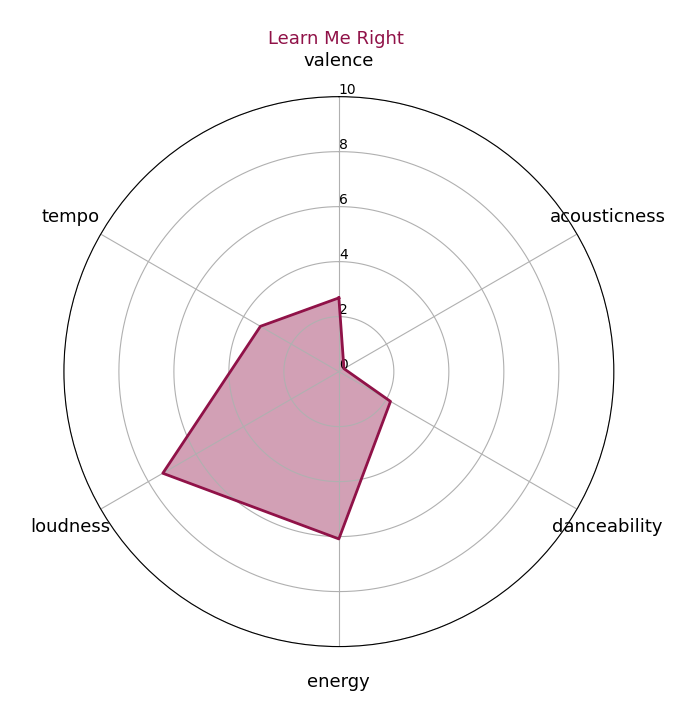 Learn Me Right
valence
10
8
6
4
2
0
tempo
acousticness
loudness
danceability
energy